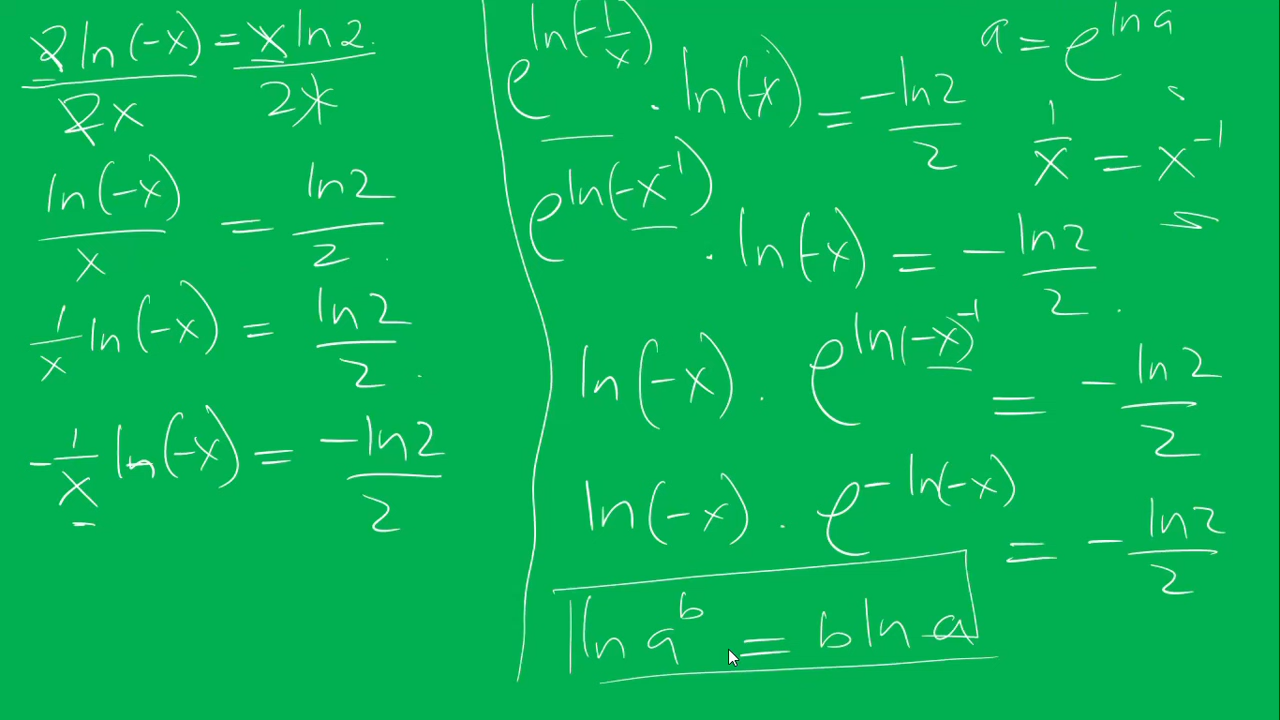 2ln(-x)/2x = x ln2/2x
ln(-x)/x = ln2/2
1/x ln(-x) = ln2/2
-1/x ln(-x) = -ln2/2
e^ln(-1/x) . ln(-x) = -ln2/2
e^ln(-x^-1) . ln(-x) = -ln2/2
ln(-x) . e^ln(-x)^-1 = -ln2/2
ln(-x) . e^-ln(-x) = -ln2/2
ln a^b = b ln a
a = e^ln a
1/x = x^-1